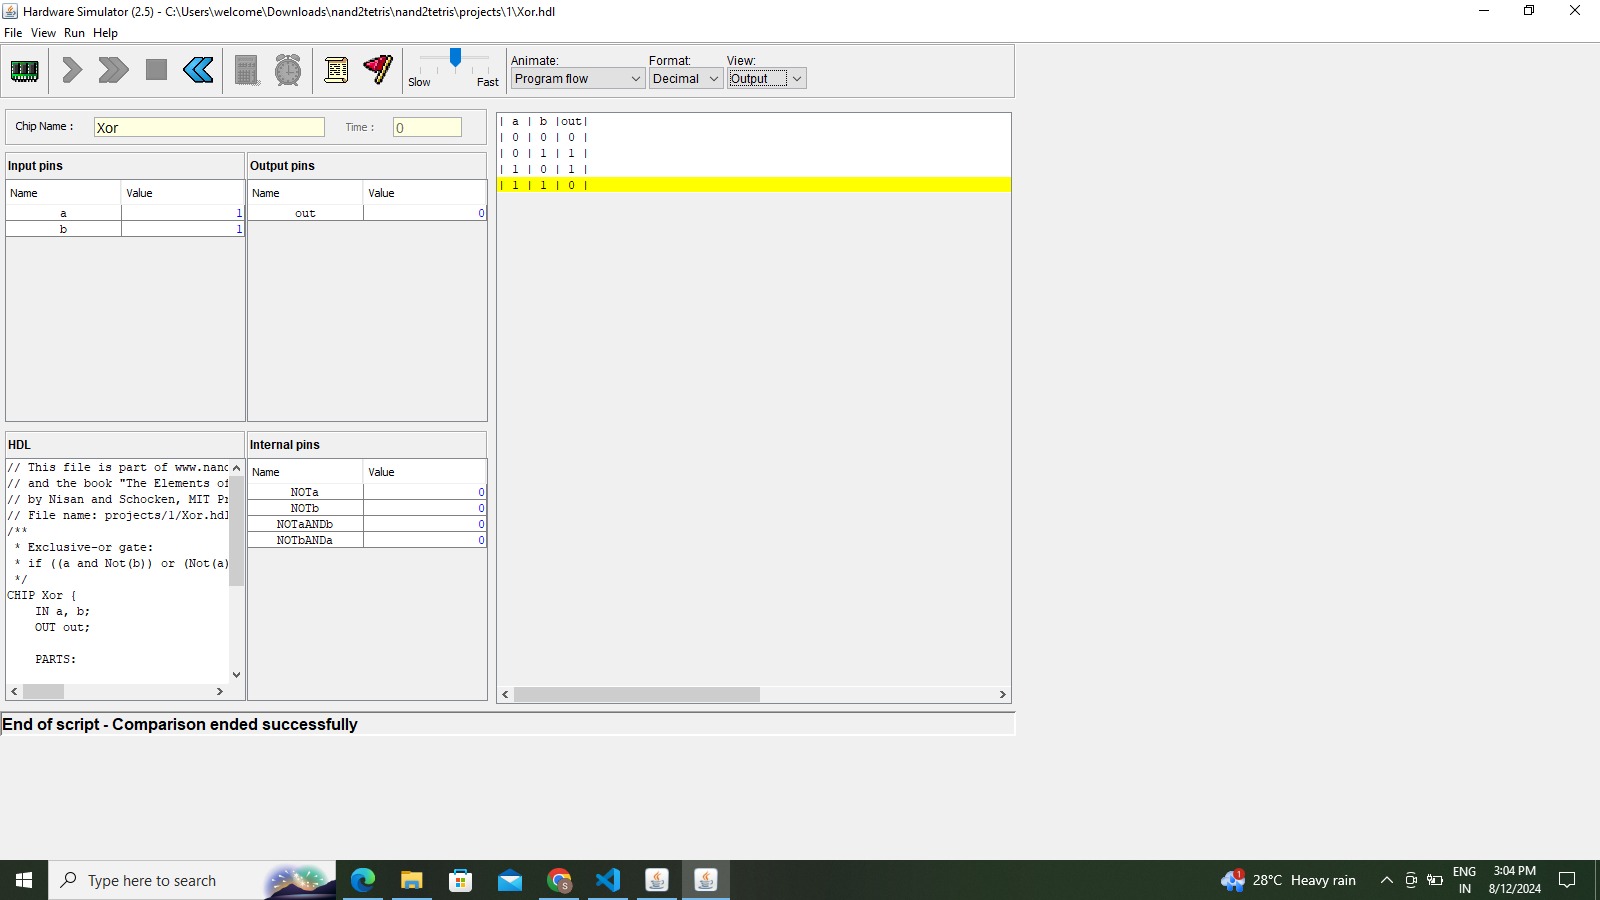 Hardware Simulator (2.5) - C:\Users\welcome\Downloads\nand2tetris\nand2tetris\projects\1\Xor.hdl
File View Run Help
Slow Fast
Animate: Format: View:
Program flow Decimal Output
Chip Name : Xor Time : 0
Input pins
Name Value
a 1
b 1
Output pins
Name Value
out 0
| a | b |out|
| 0 | 0 | 0 |
| 0 | 1 | 1 |
| 1 | 0 | 1 |
| 1 | 1 | 0 |
HDL
// This file is part of www.nand
// and the book "The Elements of
// by Nisan and Schocken, MIT Pr
// File name: projects/1/Xor.hdl
/**
* Exclusive-or gate:
* if ((a and Not(b)) or (Not(a)
*/
CHIP Xor {
IN a, b;
OUT out;
PARTS:
Internal pins
Name Value
NOTa 0
NOTb 0
NOTaANDb 0
NOTbANDa 0
End of script - Comparison ended successfully
Type here to search
S
1
28°C Heavy rain
ENG
IN
3:04 PM
8/12/2024